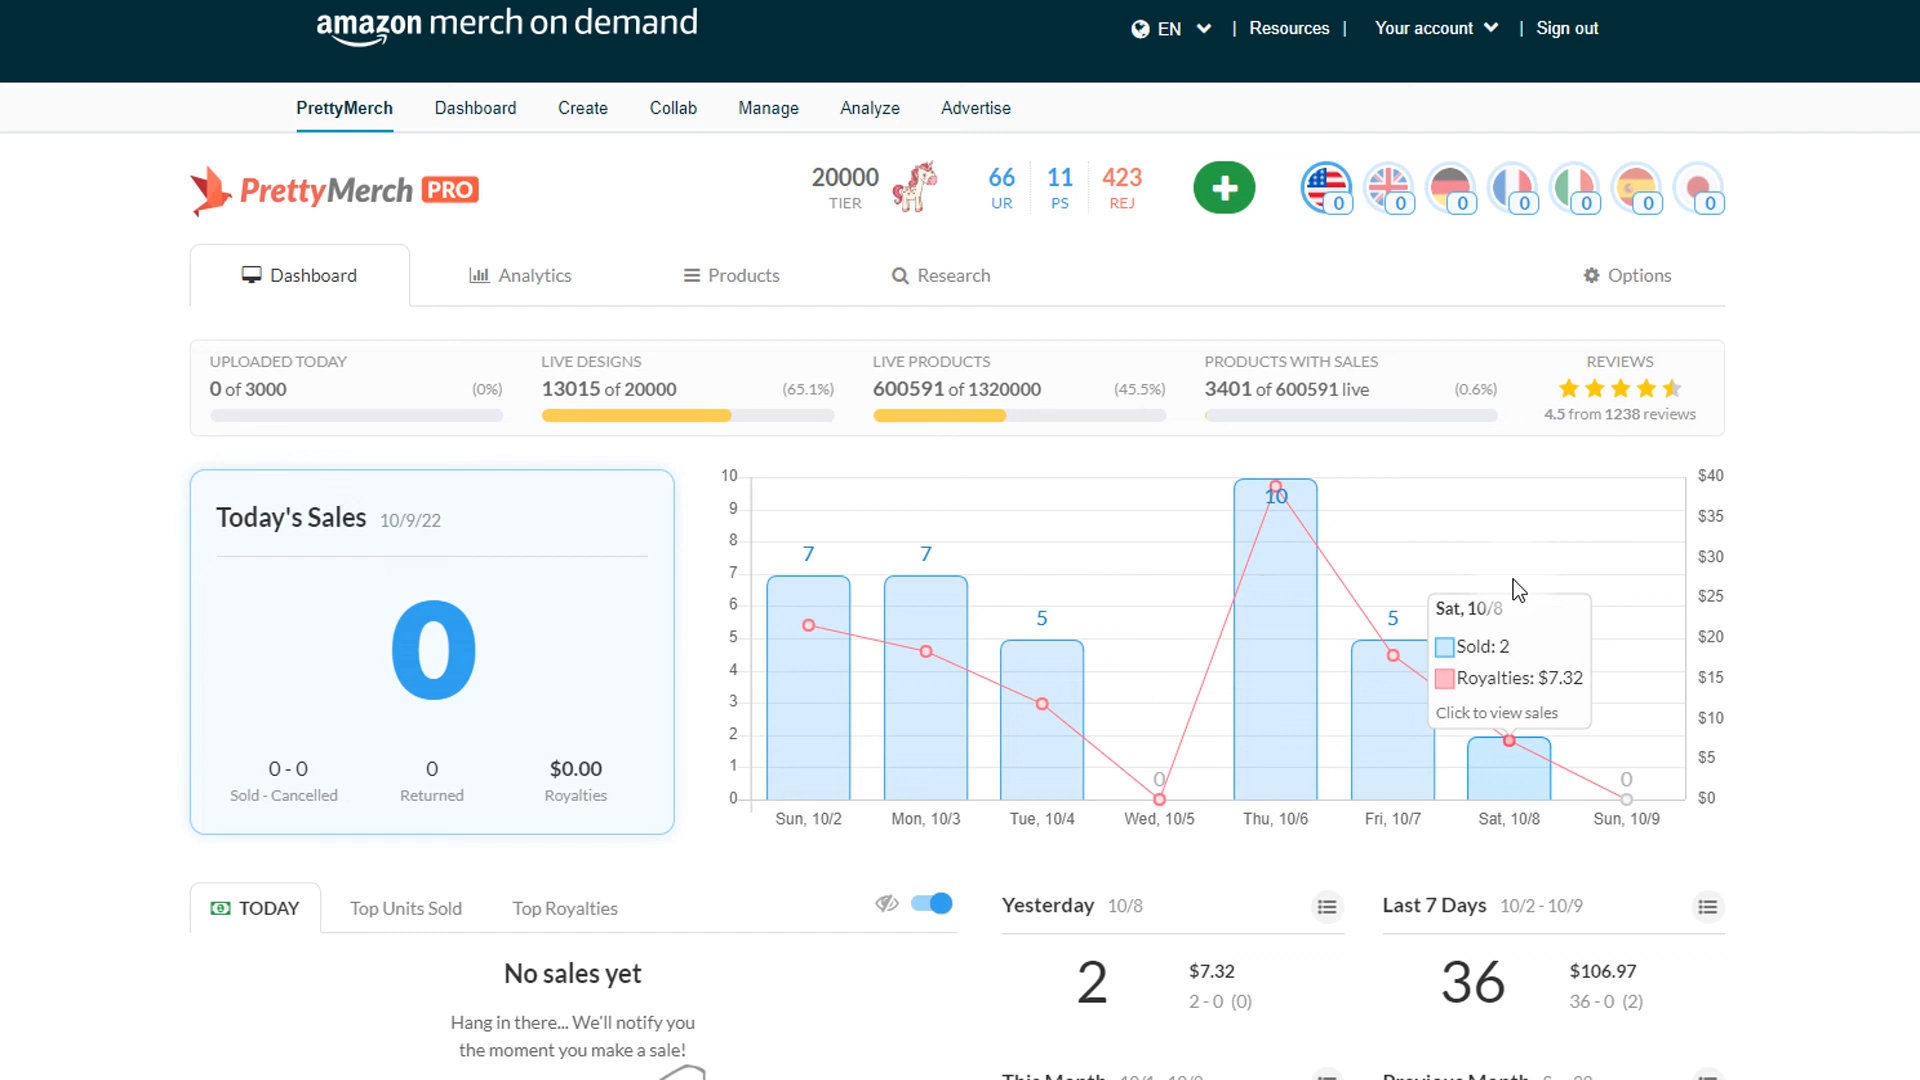 amazon merch on demand
EN | Resources | Your account | Sign out
PrettyMerch Dashboard Create Collab Manage Analyze Advertise
PrettyMerch PRO
20000 66 11 423
TIER UR PS REJ
0 0 0 0 0 0 0
Dashboard Analytics Products Research Options
UPLOADED TODAY LIVE DESIGNS LIVE PRODUCTS PRODUCTS WITH SALES REVIEWS
0 of 3000 (0%) 13015 of 20000 (65.1%) 600591 of 1320000 (45.5%) 3401 of 600591 live (0.6%)
4.5 from 1238 reviews
Today's Sales 10/9/22
0
0 - 0 0 $0.00
Sold - Cancelled Returned Royalties
10 $40
9 $35
8 $30
7 $25
6 $20
5 $15
4 $10
3 $5
2 $0
1
0
7 7 5 0 10 5 0
Sat, 10/8
Sold: 2
Royalties: $7.32
Click to view sales
Sun, 10/2 Mon, 10/3 Tue, 10/4 Wed, 10/5 Thu, 10/6 Fri, 10/7 Sat, 10/8 Sun, 10/9
TODAY Top Units Sold Top Royalties
No sales yet
Hang in there... We'll notify you
the moment you make a sale!
Yesterday 10/8
2 $7.32
2 - 0 (0)
Last 7 Days 10/2 - 10/9
36 $106.97
36 - 0 (2)
This Month 10/1 - 10/9
Previous Month